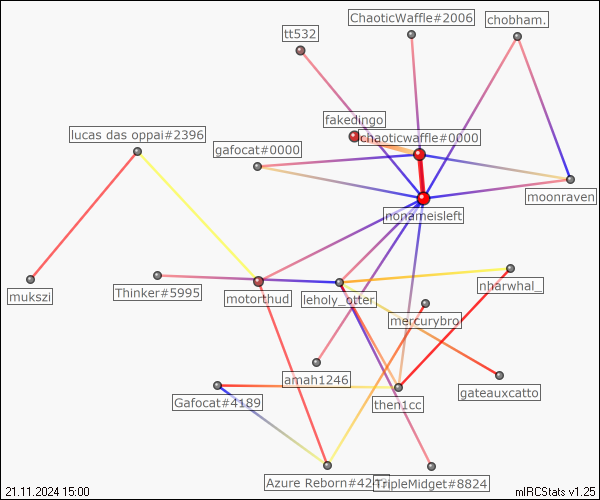 ChaoticWaffle#2006
chobham.
tt532
fakedingo
chaoticwaffle#0000
lucas das oppai#2396
gafocat#0000
moonraven
nonameisleft
nharwhal_
Thinker#5995
mukszi
motorthud
leholy_otter
mercurybro
amah1246
gateauxcatto
Gafocat#4189
then1cc
Azure Reborn#42
TripleMidget#8824
21.11.2024 15:00
mIRCStats v1.25